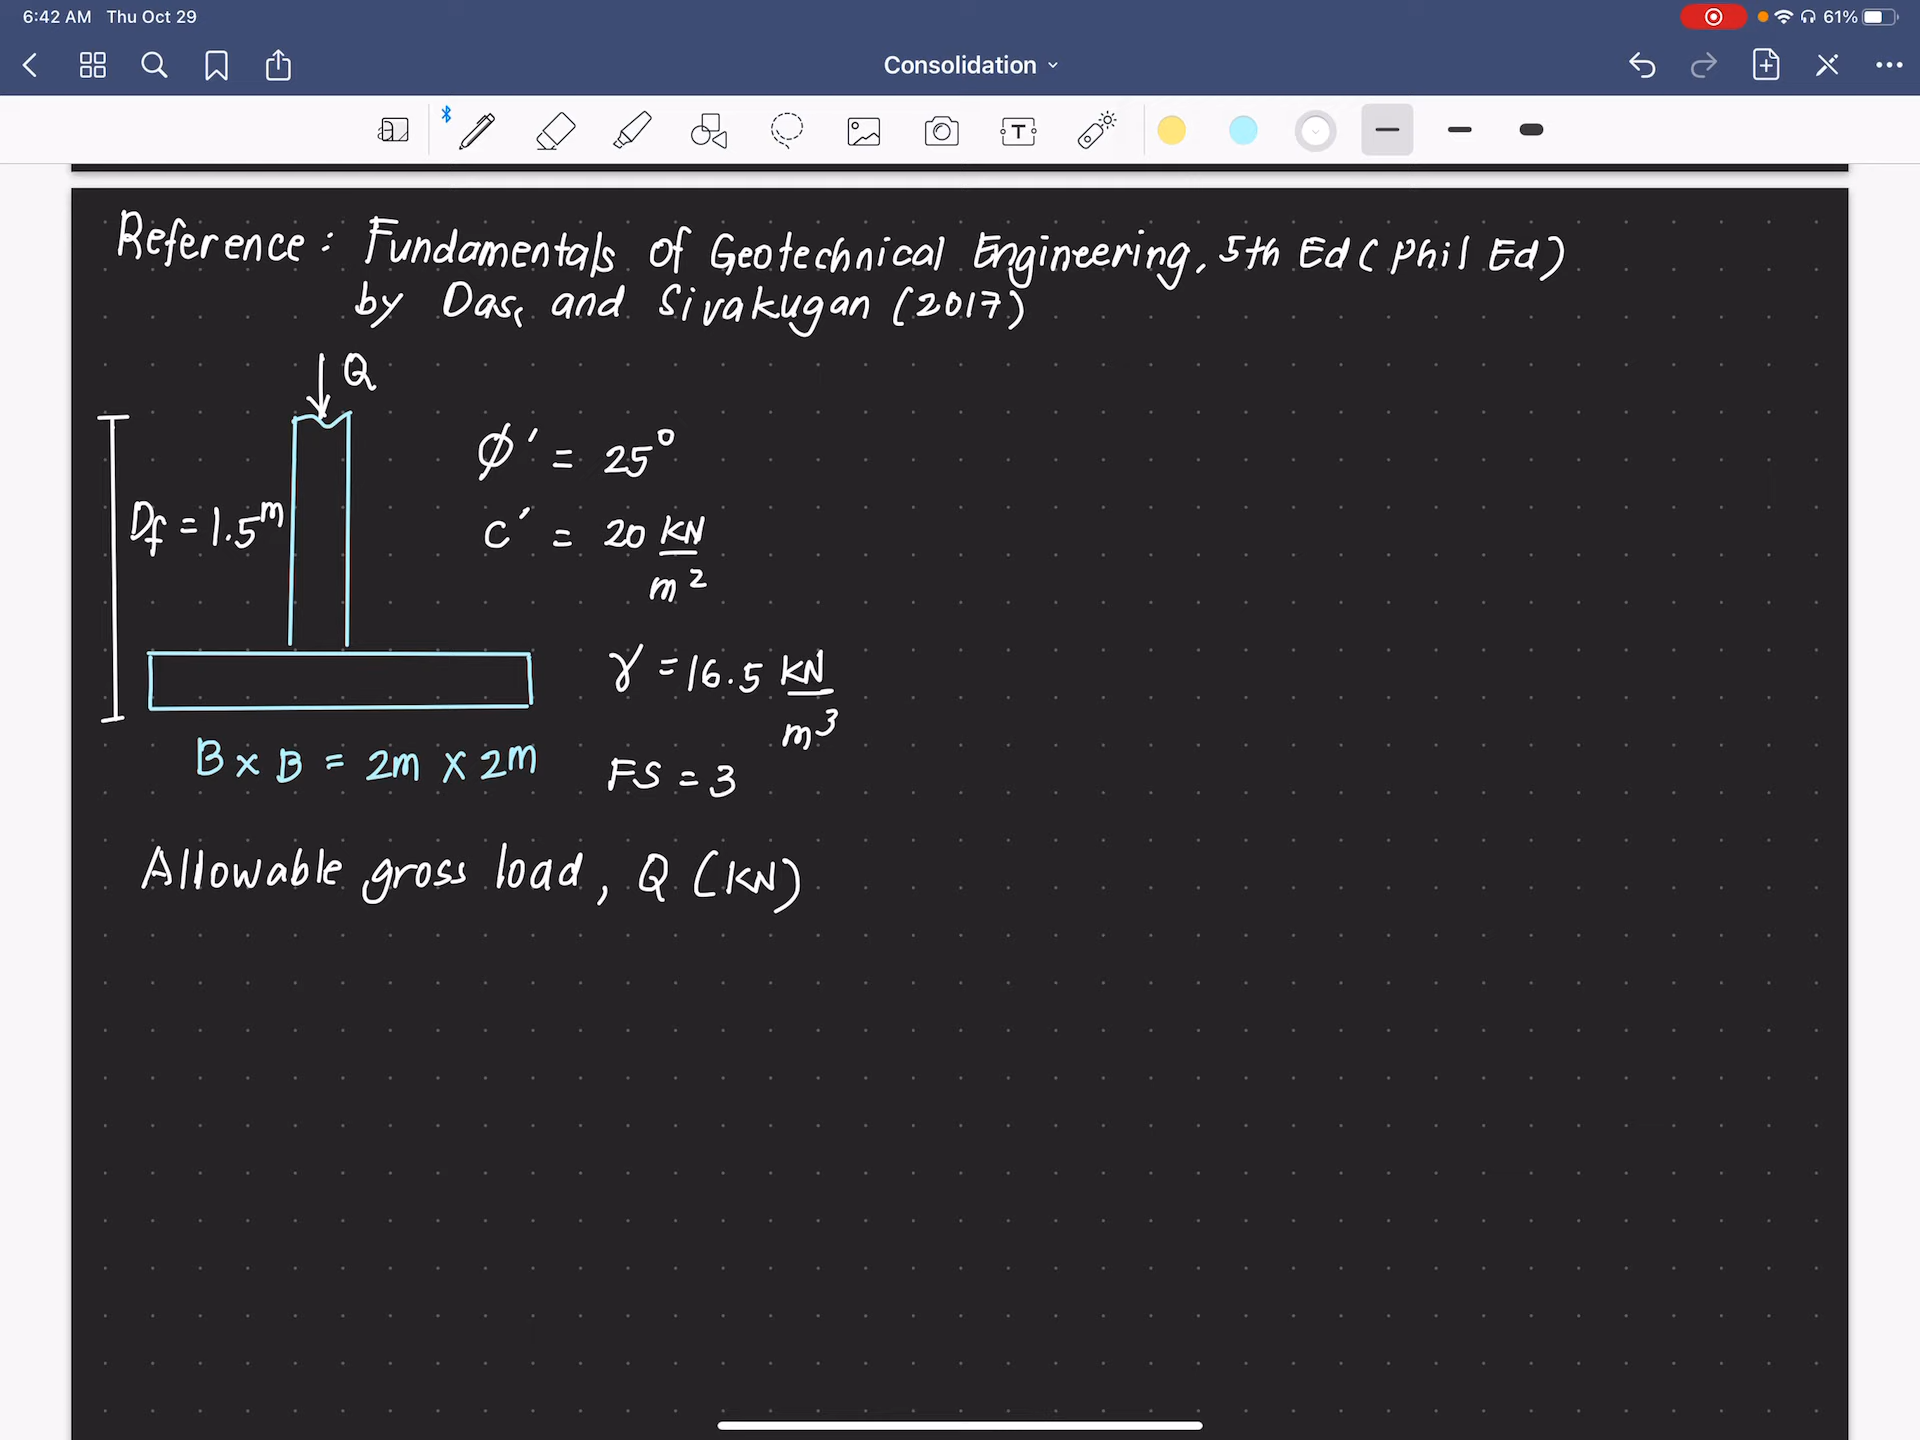 6:42 AM Thu Oct 29
61%
Consolidation
T
Reference: Fundamentals of Geotechnical Engineering, 5th Ed (Phil Ed)
by Das, and Sivakugan (2017)
Q
Df = 1.5m
ϕ' = 25°
c' = 20 KN/m²
γ = 16.5 KN/m³
B x B = 2m x 2m
FS = 3
Allowable gross load, Q (KN)